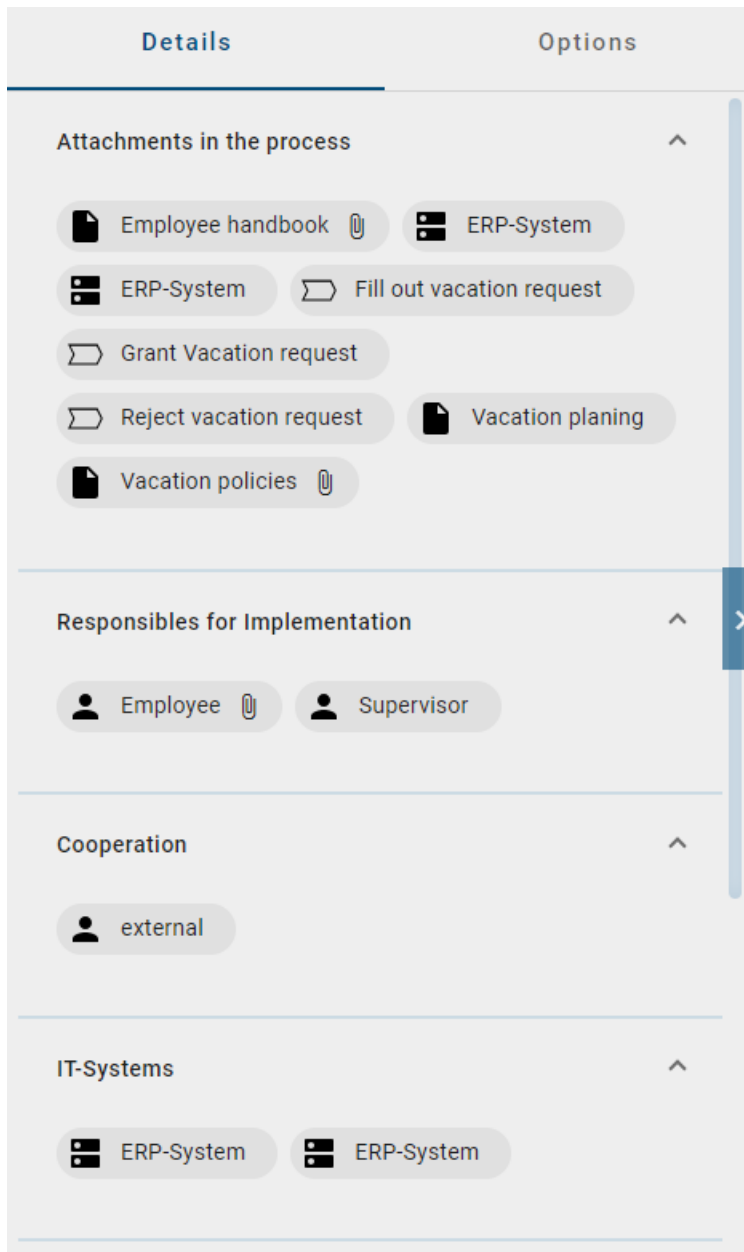 Details Options
Attachments in the process
Employee handbook ERP-System
ERP-System Fill out vacation request
Grant Vacation request
Reject vacation request Vacation planing
Vacation policies
Responsibles for Implementation
Employee Supervisor
Cooperation
external
IT-Systems
ERP-System ERP-System